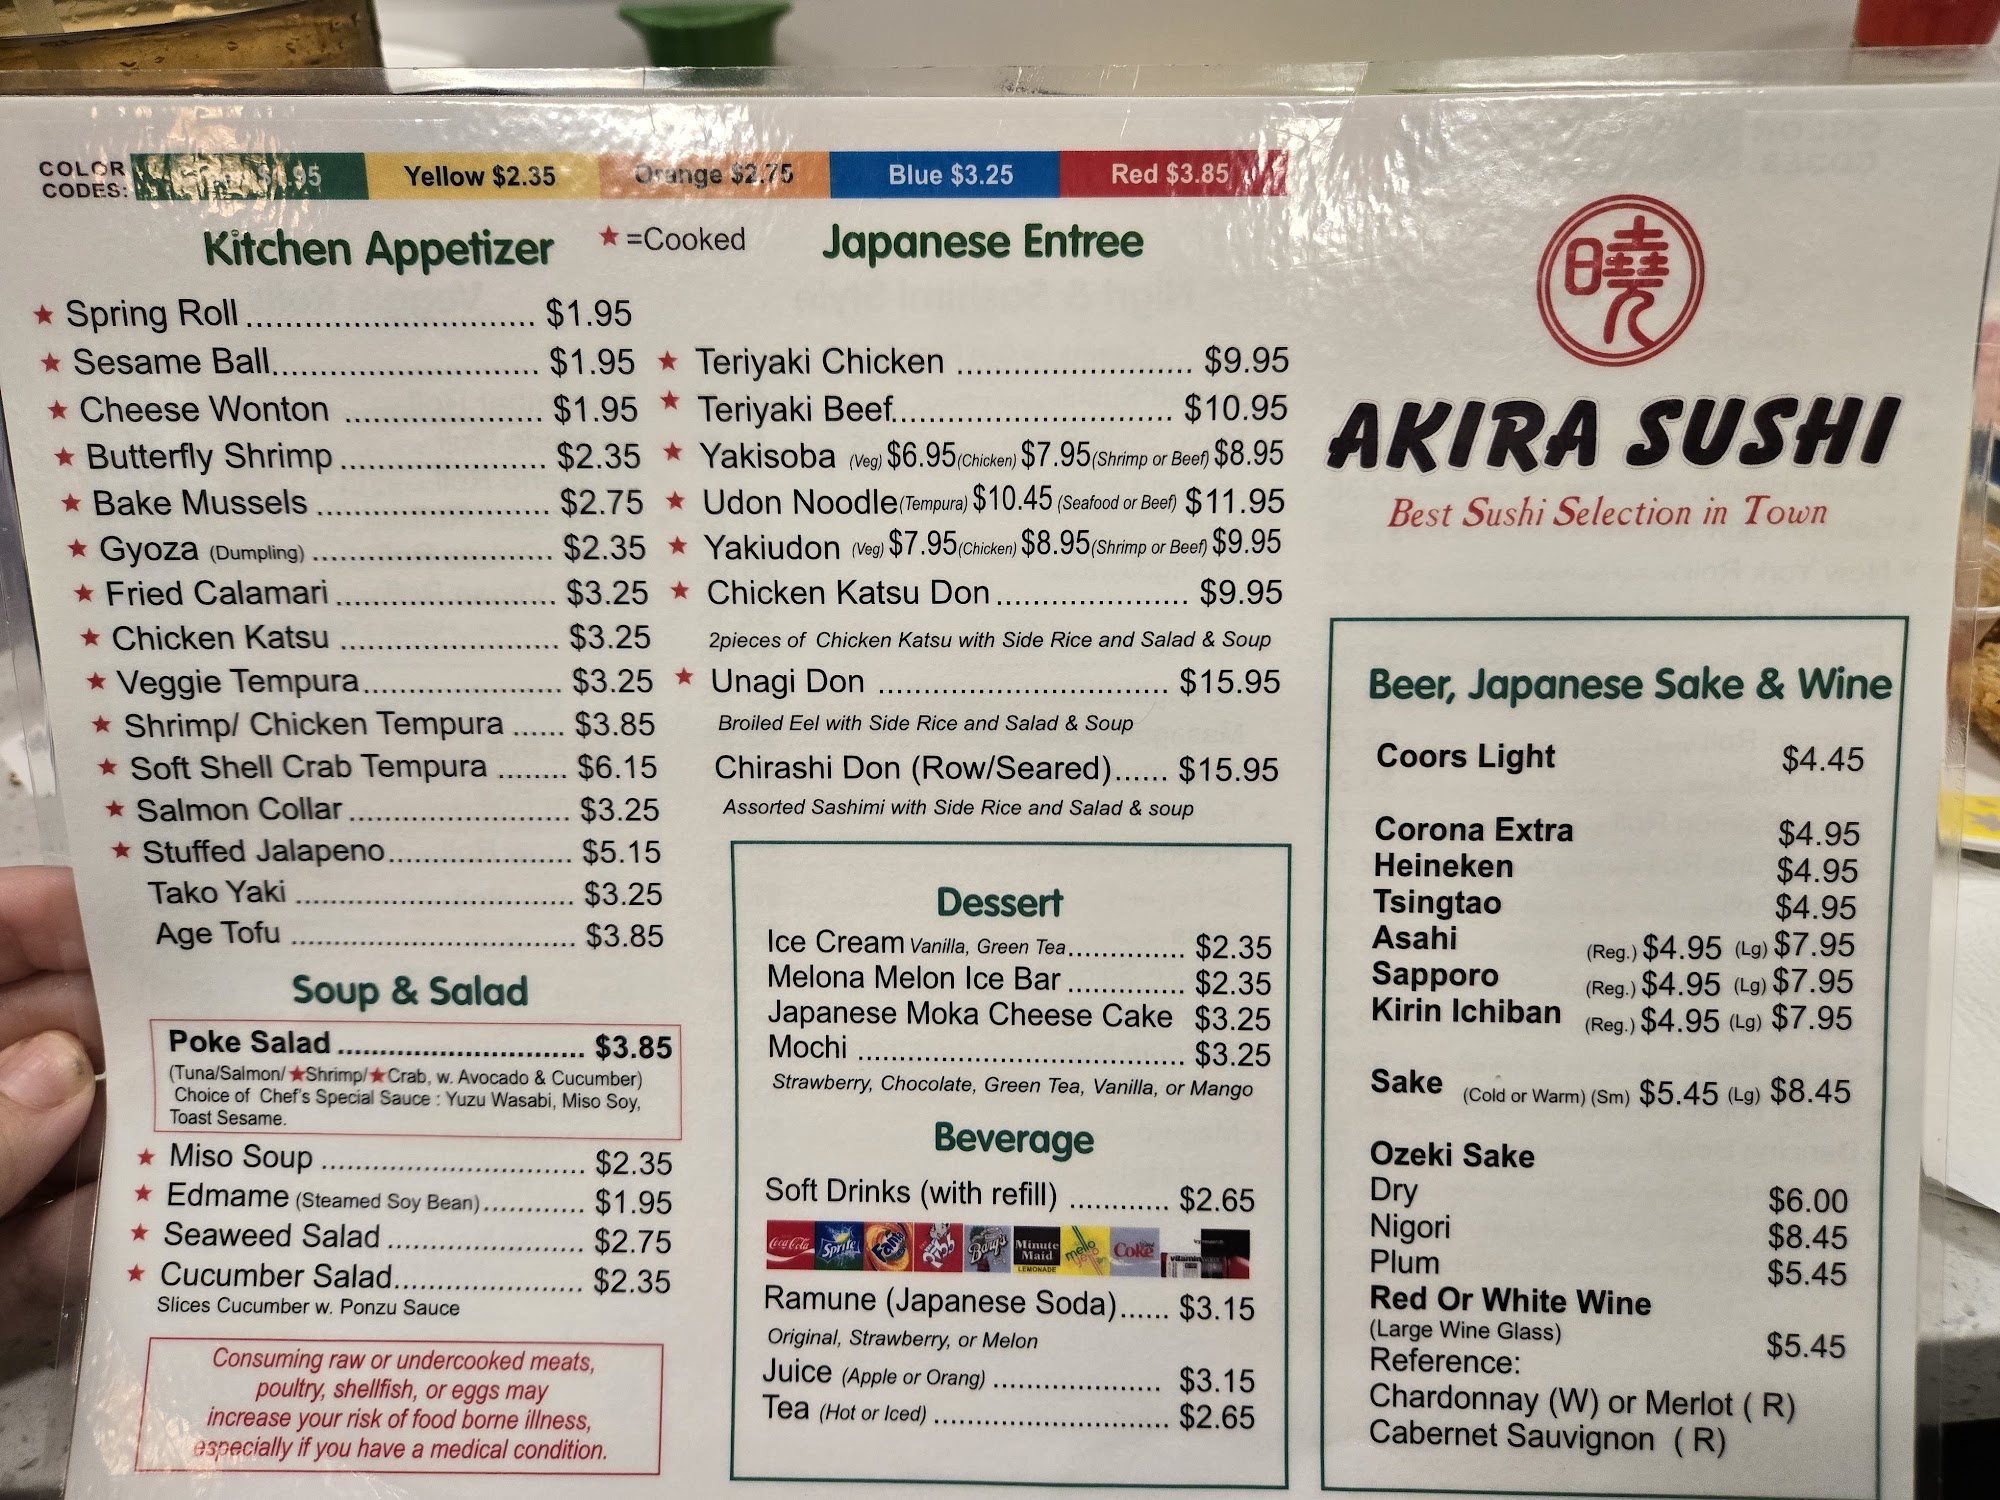 COLOR
CODES:
$1.95
Yellow $2.35
Orange $2.75
Blue $3.25
Red $3.85
Kitchen Appetizer
★ =Cooked
★ Spring Roll .............................. $1.95
★ Sesame Ball............................ $1.95
★ Cheese Wonton ..................... $1.95
★ Butterfly Shrimp ..................... $2.35
★ Bake Mussels ........................ $2.75
★ Gyoza (Dumpling) ......................... $2.35
★ Fried Calamari ....................... $3.25
★ Chicken Katsu ....................... $3.25
★ Veggie Tempura..................... $3.25
★ Shrimp/ Chicken Tempura ...... $3.85
★ Soft Shell Crab Tempura ........ $6.15
★ Salmon Collar ....................... $3.25
★ Stuffed Jalapeno................... $5.15
Tako Yaki ............................. $3.25
Age Tofu .............................. $3.85
Soup & Salad
Poke Salad .............................. $3.85
(Tuna/Salmon/ ★Shrimp/★Crab, w. Avocado & Cucumber)
Choice of Chef's Special Sauce : Yuzu Wasabi, Miso Soy,
Toast Sesame.
★ Miso Soup ........................... $2.35
★ Edmame (Steamed Soy Bean)............ $1.95
★ Seaweed Salad .................... $2.75
★ Cucumber Salad.................... $2.35
Slices Cucumber w. Ponzu Sauce
Consuming raw or undercooked meats,
poultry, shellfish, or eggs may
increase your risk of food borne illness,
especially if you have a medical condition.
Japanese Entree
★ Teriyaki Chicken ........................ $9.95
★ Teriyaki Beef............................. $10.95
★ Yakisoba (Veg) $6.95(Chicken) $7.95(Shrimp or Beef) $8.95
★ Udon Noodle(Tempura) $10.45 (Seafood or Beef) $11.95
★ Yakiudon (Veg) $7.95(Chicken) $8.95(Shrimp or Beef) $9.95
★ Chicken Katsu Don .................... $9.95
2pieces of Chicken Katsu with Side Rice and Salad & Soup
★ Unagi Don .............................. $15.95
Broiled Eel with Side Rice and Salad & Soup
Chirashi Don (Row/Seared)...... $15.95
Assorted Sashimi with Side Rice and Salad & soup
Dessert
Ice Cream Vanilla, Green Tea.............. $2.35
Melona Melon Ice Bar .............. $2.35
Japanese Moka Cheese Cake $3.25
Mochi ....................................... $3.25
Strawberry, Chocolate, Green Tea, Vanilla, or Mango
Beverage
Soft Drinks (with refill) ............ $2.65
Coca-Cola Sprite Fanta Pibb Barq's Minute Maid LEMONADE mello yello Coke vitamin
Ramune (Japanese Soda)...... $3.15
Original, Strawberry, or Melon
Juice (Apple or Orang) .................... $3.15
Tea (Hot or Iced) ............................ $2.65
曉
AKIRA SUSHI
Best Sushi Selection in Town
Beer, Japanese Sake & Wine
Coors Light $4.45
Corona Extra $4.95
Heineken $4.95
Tsingtao $4.95
Asahi (Reg.) $4.95 (Lg) $7.95
Sapporo (Reg.) $4.95 (Lg) $7.95
Kirin Ichiban (Reg.) $4.95 (Lg) $7.95
Sake (Cold or Warm) (Sm) $5.45 (Lg) $8.45
Ozeki Sake
Dry $6.00
Nigori $8.45
Plum $5.45
Red Or White Wine
(Large Wine Glass) $5.45
Reference:
Chardonnay (W) or Merlot ( R)
Cabernet Sauvignon ( R)